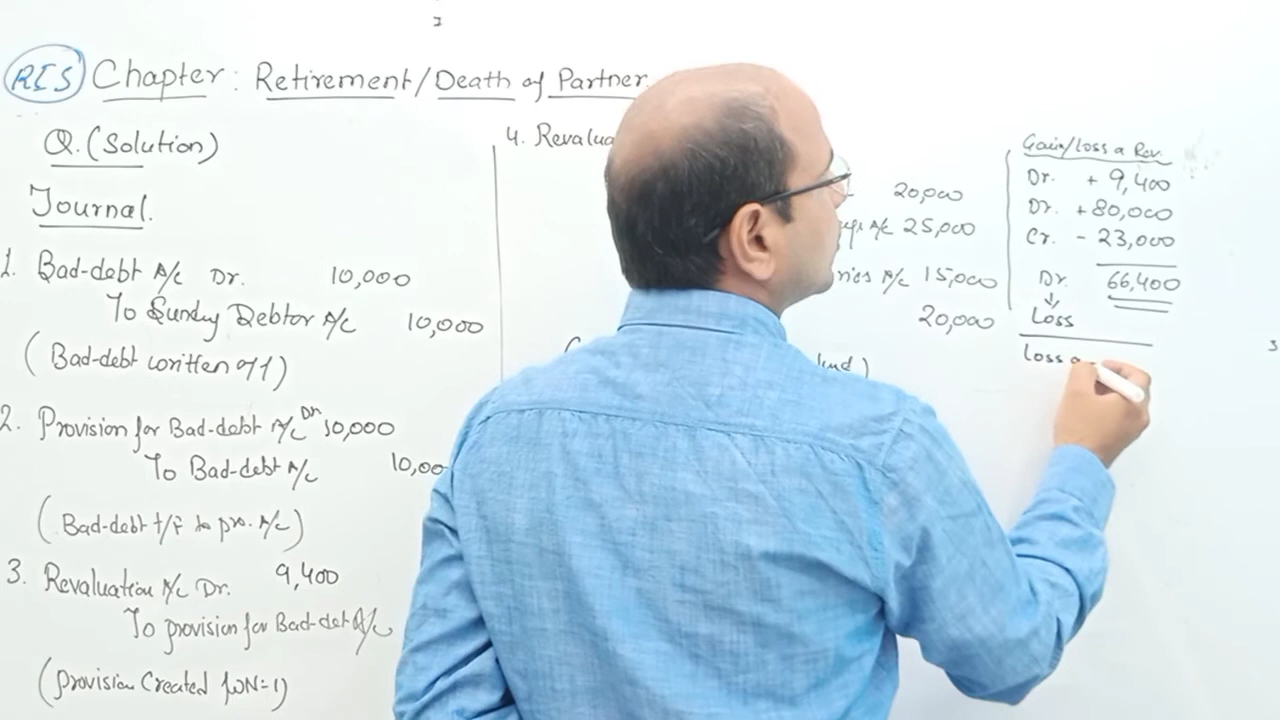 RCS Chapter: Retirement/Death of Partner
Q. (Solution)
Journal.
1. Bad-debt A/c Dr. 10,000
To Sundry Debtor A/c 10,000
(Bad-debt written off)
2. Provision for Bad-debt A/c Dr. 10,000
To Bad-debt A/c 10,00
(Bad-debt t/f to pro. A/c)
3. Revaluation A/c Dr. 9,400
To provision for Bad-debt A/c
(provision Created WN=1)
4. Revalua
20,000
A/c 25,000
A/c 15,000
20,000
Gain/Loss a Rev.
Dr. + 9,400
Dr. +80,000
Cr. - 23,000
Dr. 66,400
Loss
Loss